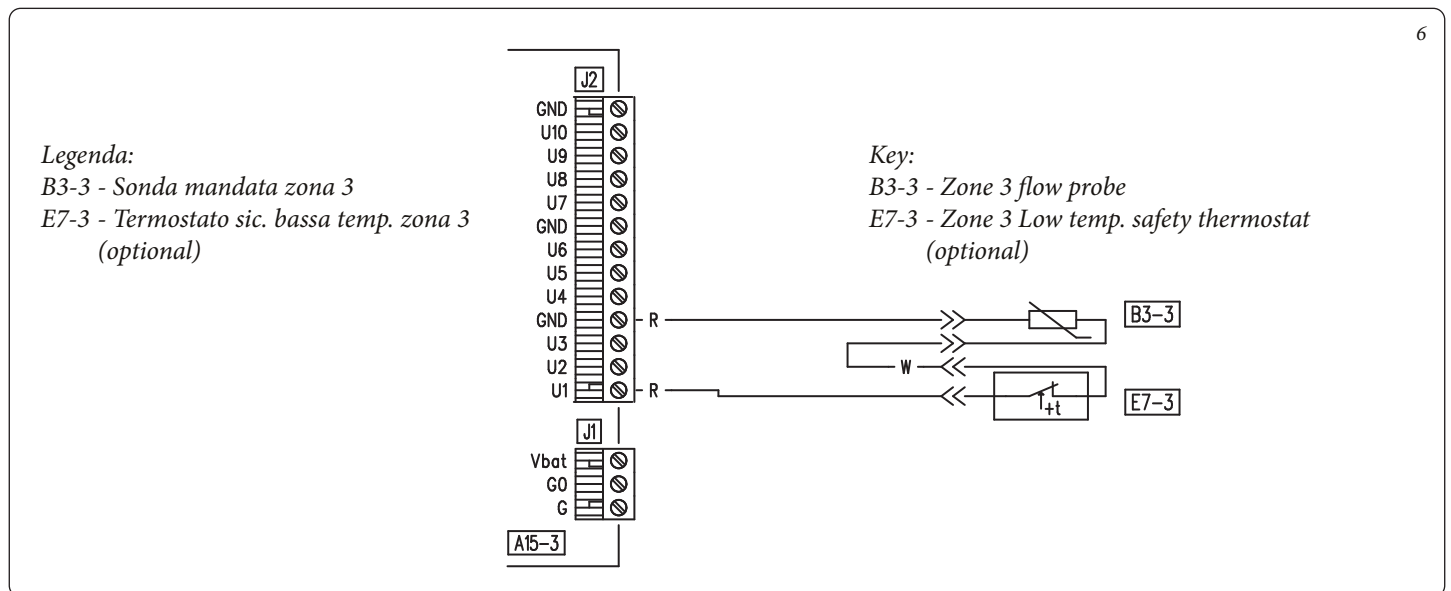 6
Legenda:
B3-3 - Sonda mandata zona 3
E7-3 - Termostato sic. bassa temp. zona 3
(optional)
J2
GND
U10
U9
U8
U7
GND
U6
U5
U4
GND
R
U3
U2
W
U1
R
J1
Vbat
G0
G
A15-3
Key:
B3-3 - Zone 3 flow probe
E7-3 - Zone 3 Low temp. safety thermostat
(optional)
B3-3
+t
E7-3